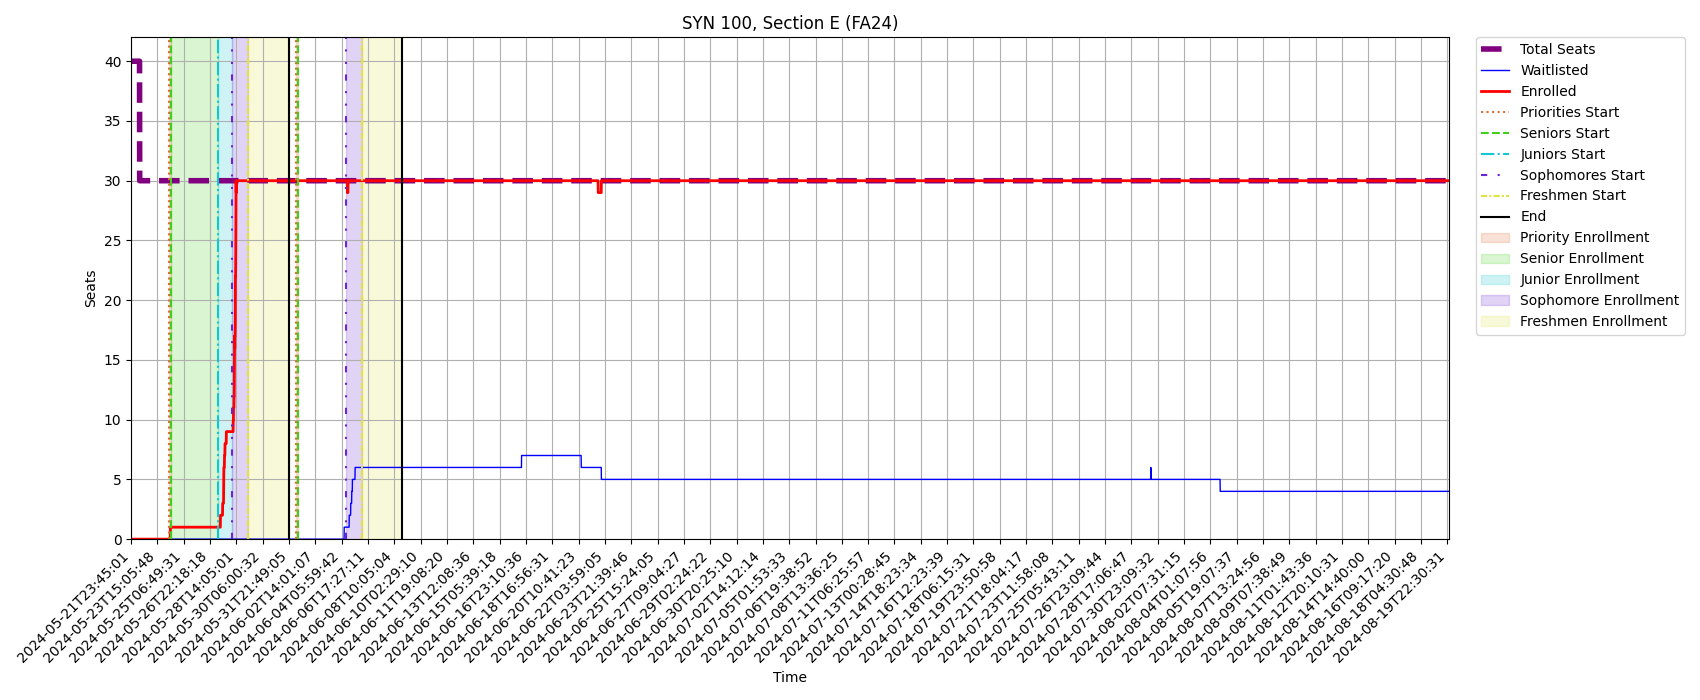 SYN 100, Section E (FA24)
Seats
40
35
30
25
20
15
10
5
0
2024-05-21T23:45:01
2024-05-23T15:05:48
2024-05-25T06:49:31
2024-05-26T22:18:18
2024-05-28T14:05:01
2024-05-30T06:00:32
2024-05-31T21:49:05
2024-06-02T14:01:07
2024-06-04T05:59:42
2024-06-06T17:27:11
2024-06-08T10:05:04
2024-06-10T02:29:10
2024-06-11T19:08:20
2024-06-13T12:08:36
2024-06-15T05:39:18
2024-06-16T23:10:36
2024-06-18T16:56:31
2024-06-20T10:41:23
2024-06-22T03:59:05
2024-06-23T21:39:46
2024-06-25T15:24:05
2024-06-27T09:04:27
2024-06-29T02:24:22
2024-06-30T20:25:10
2024-07-02T14:12:14
2024-07-05T01:53:33
2024-07-06T19:38:52
2024-07-08T13:36:25
2024-07-11T06:25:57
2024-07-13T00:28:45
2024-07-14T18:23:34
2024-07-16T12:23:39
2024-07-18T06:15:31
2024-07-19T23:50:58
2024-07-21T18:04:17
2024-07-23T11:58:08
2024-07-25T05:43:11
2024-07-26T23:09:44
2024-07-28T17:06:47
2024-07-30T23:09:32
2024-08-02T07:31:15
2024-08-04T01:07:56
2024-08-05T19:07:37
2024-08-07T13:24:56
2024-08-09T07:38:49
2024-08-11T01:43:36
2024-08-12T20:10:31
2024-08-14T14:40:00
2024-08-16T09:17:20
2024-08-18T04:30:48
2024-08-19T22:30:31
Time
Total Seats
Waitlisted
Enrolled
Priorities Start
Seniors Start
Juniors Start
Sophomores Start
Freshmen Start
End
Priority Enrollment
Senior Enrollment
Junior Enrollment
Sophomore Enrollment
Freshmen Enrollment